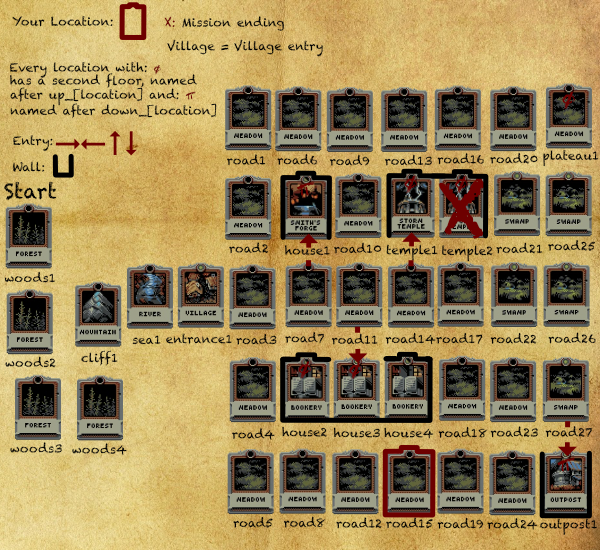 Your Location:
X: Mission ending
Village = Village entry
Every Location with: ø
has a second floor, named
after up_[location] and: π
named after down_[location]
Entry:
Wall:
Start
MEADOW MEADOW MEADOW MEADOW MEADOW MEADOW MEADOW
road1 road6 road9 road13 road16 road20 plateau1
MEADOW SMITH'S FORGE MEADOW STORM TEMPLE SWAMP SWAMP
road2 house1 road10 temple1 temple2 road21 road25
FOREST
woods1
RIVER VILLAGE MEADOW MEADOW MEADOW MEADOW MEADOW SWAMP SWAMP
sea1 entrance1 road3 road7 road11 road14 road17 road22 road26
FOREST MOUNTAIN
woods2 cliff1
MEADOW BOOKERY BOOKERY BOOKERY MEADOW MEADOW SWAMP
road4 house2 house3 house4 road18 road23 road27
FOREST FOREST
woods3 woods4
MEADOW MEADOW MEADOW MEADOW MEADOW MEADOW OUTPOST
road5 road8 road12 road15 road19 road24 outpost1